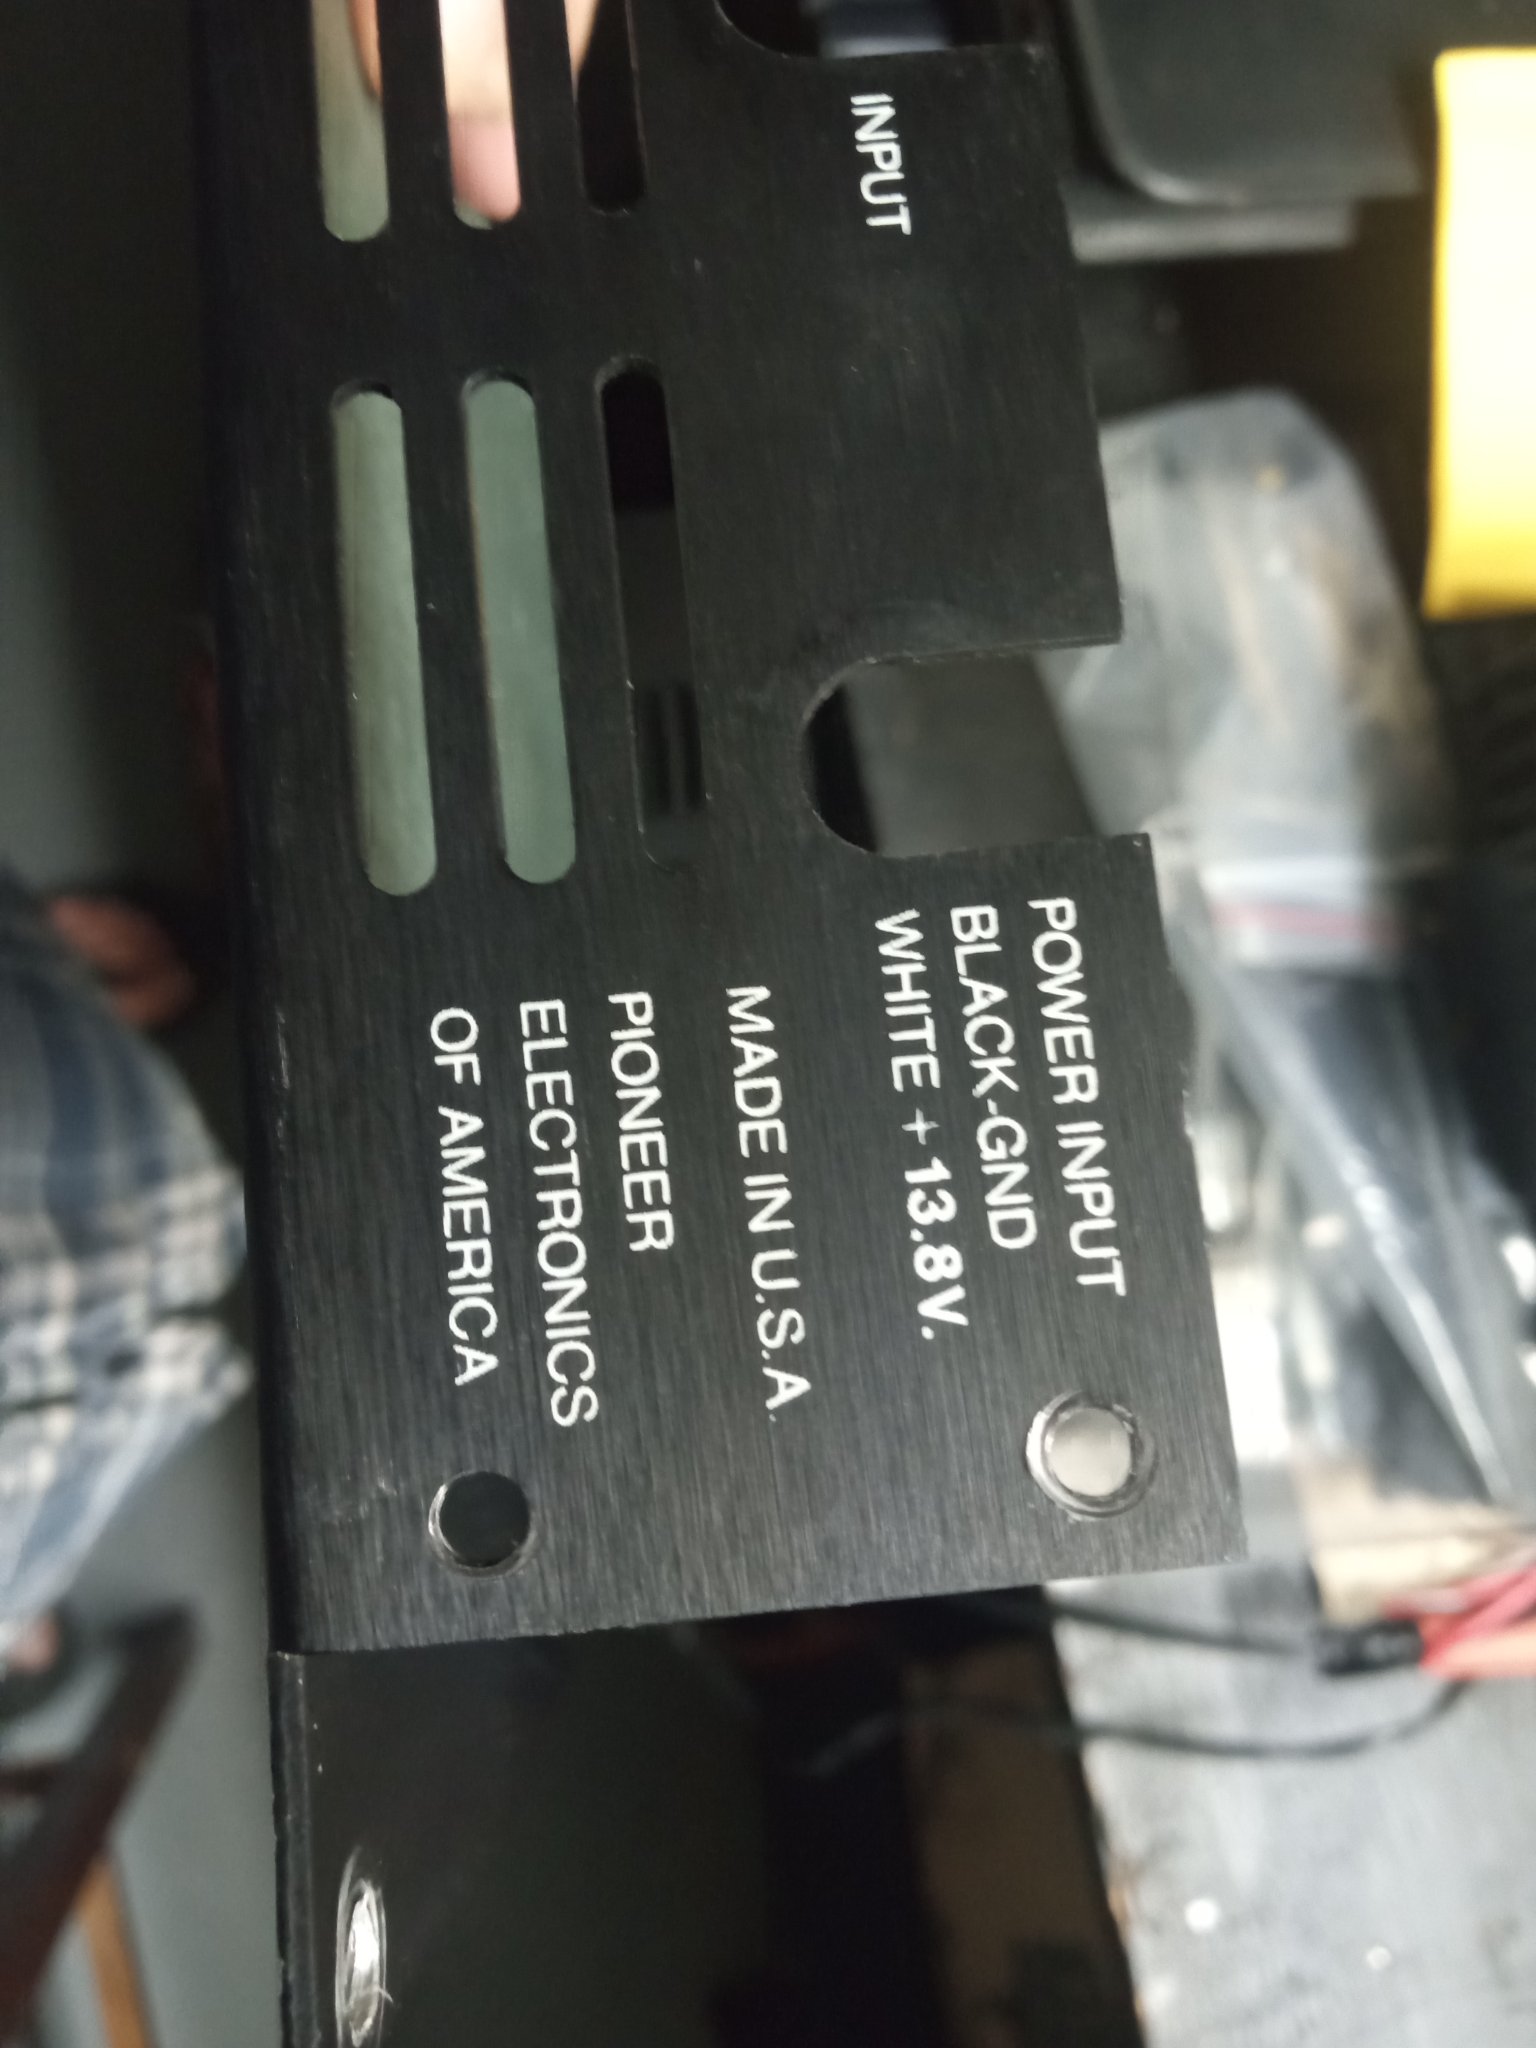 INPUT
POWER INPUT
BLACK-GND
WHITE + 13.8V.
MADE IN U.S.A.
PIONEER
ELECTRONICS
OF AMERICA